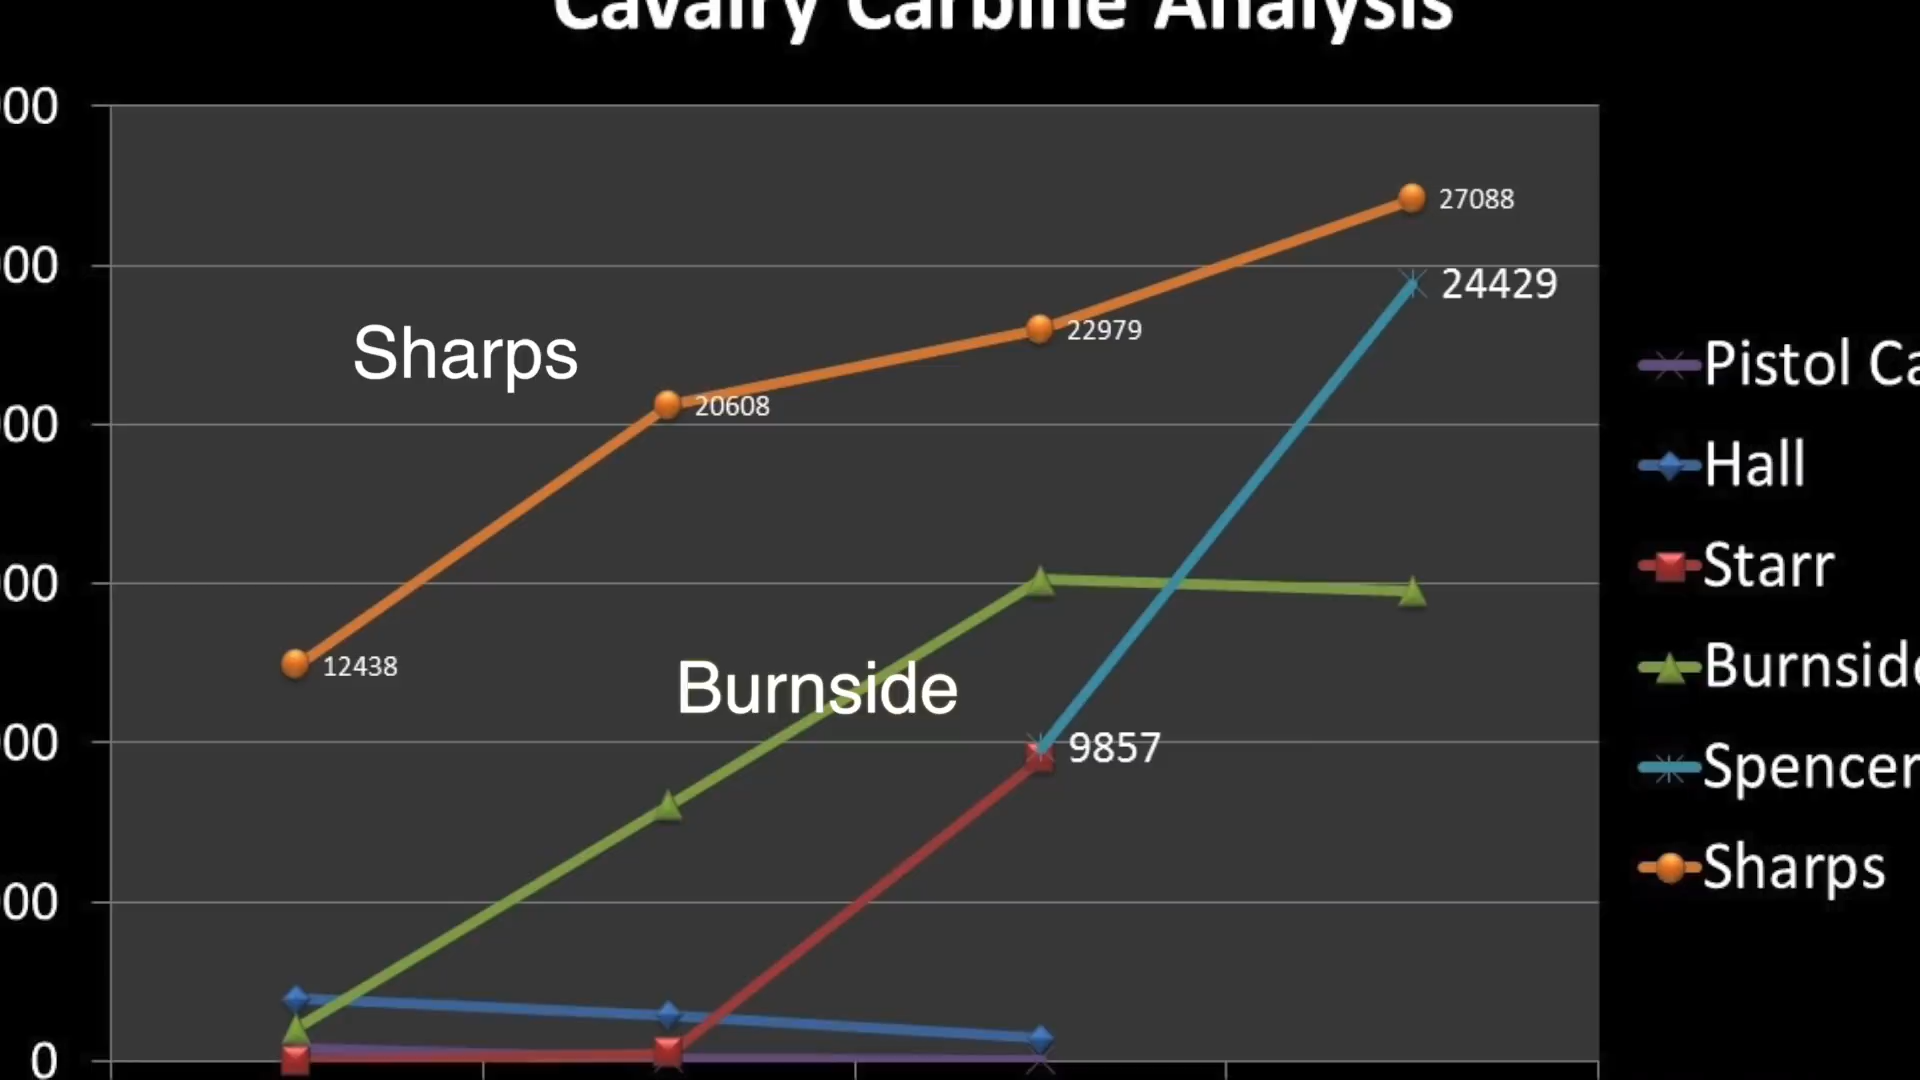 Cavalry Carbine Analysis
00
27088
00
24429
Sharps
22979
Pistol Ca
20608
00
Hall
Starr
00
12438
Burnside
Burnside
9857
00
Spencer
Sharps
00
0